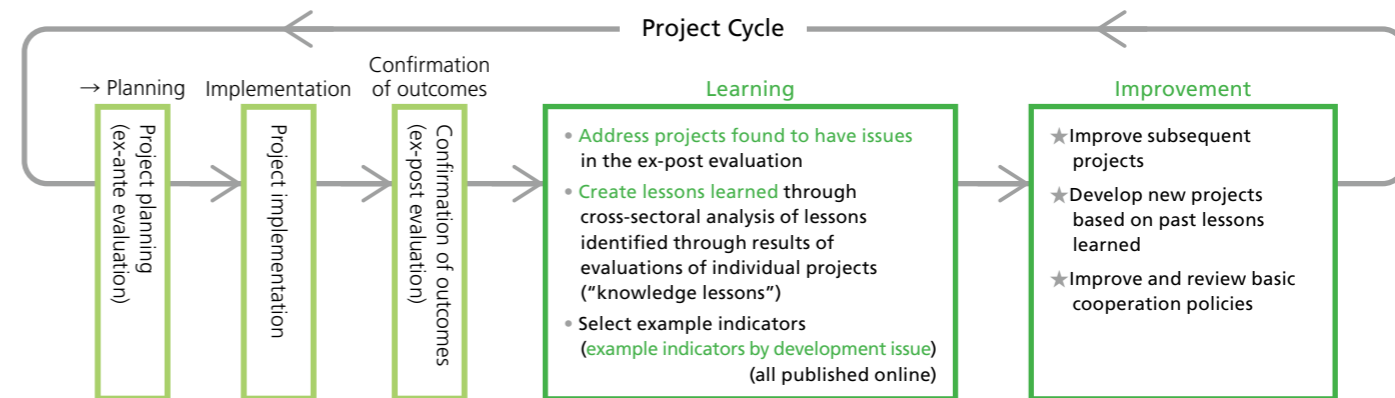 Project Cycle
→ Planning
Project planning
(ex-ante evaluation)
Implementation
Project implementation
Confirmation
of outcomes
Confirmation of outcomes
(ex-post evaluation)
Learning
• Address projects found to have issues
in the ex-post evaluation
• Create lessons learned through
cross-sectoral analysis of lessons
identified through results of
evaluations of individual projects
(“knowledge lessons”)
• Select example indicators
(example indicators by development issue)
(all published online)
Improvement
★Improve subsequent
projects
★Develop new projects
based on past lessons
learned
★Improve and review basic
cooperation policies